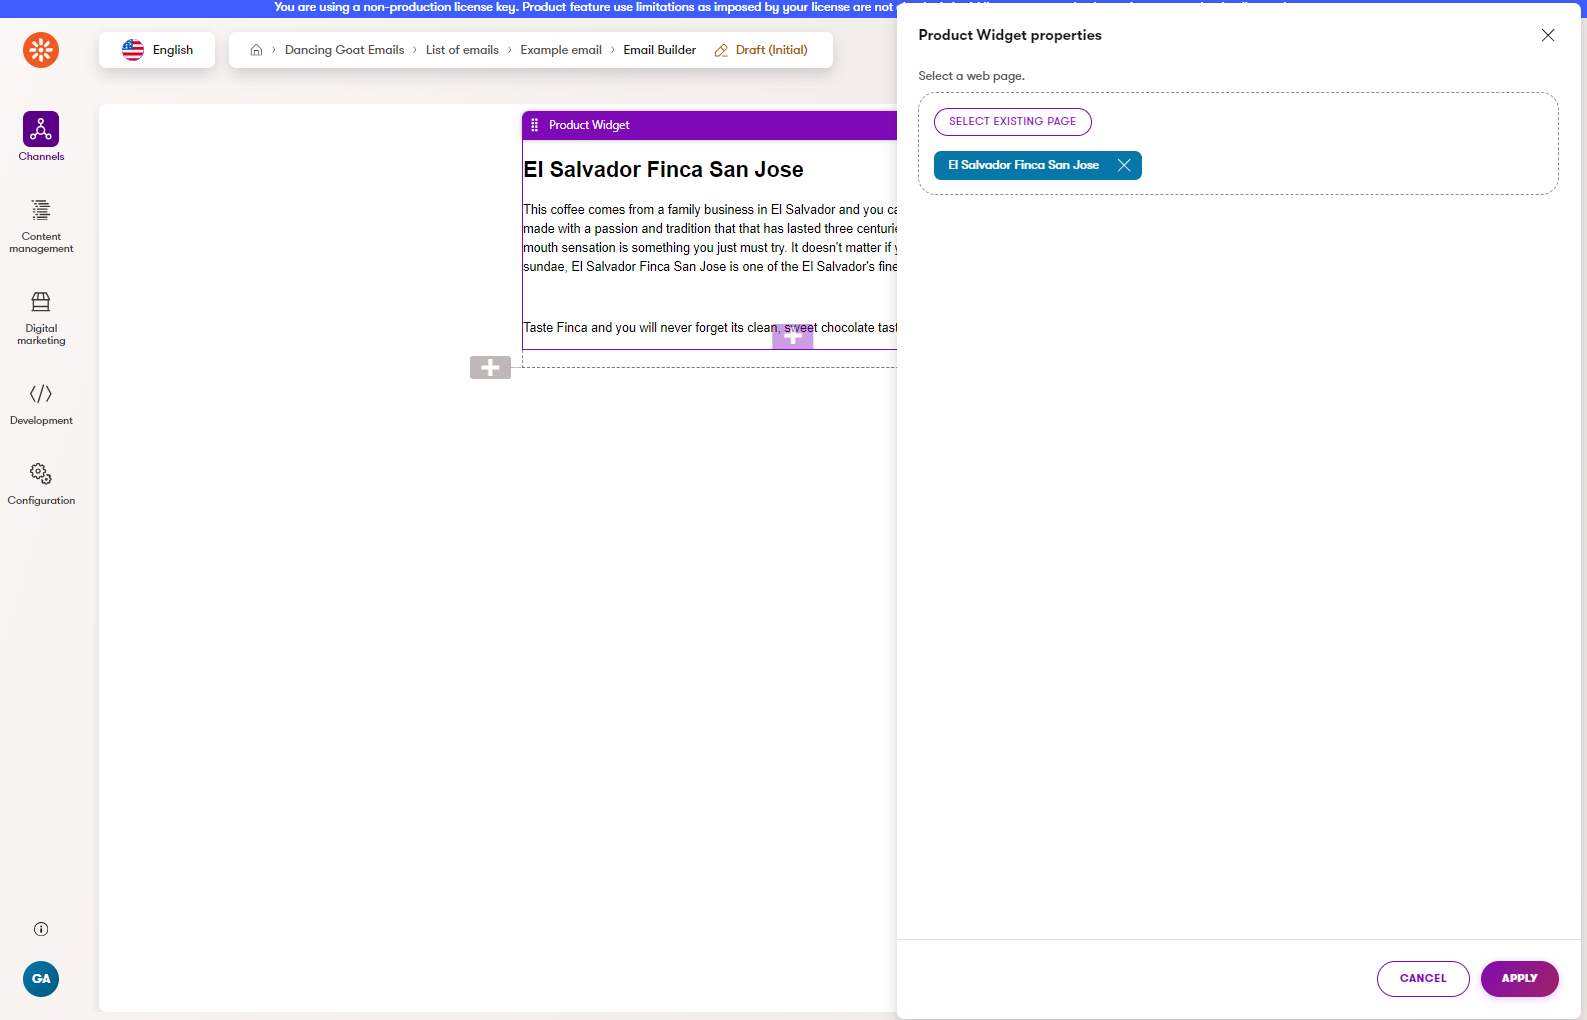 You are using a non-production license key. Product feature use limitations as imposed by your license are not
English
Dancing Goat Emails › List of emails › Example email › Email Builder Draft (Initial)
Channels
Content
management
Digital
marketing
Development
Configuration
GA
Product Widget
El Salvador Finca San Jose
This coffee comes from a family business in El Salvador and you ca
made with a passion and tradition that that has lasted three centurie
mouth sensation is something you just must try. It doesn't matter if y
sundae, El Salvador Finca San Jose is one of the El Salvador's fine
Taste Finca and you will never forget its clean, sweet chocolate tast
Product Widget properties
Select a web page.
SELECT EXISTING PAGE
El Salvador Finca San Jose
CANCEL
APPLY